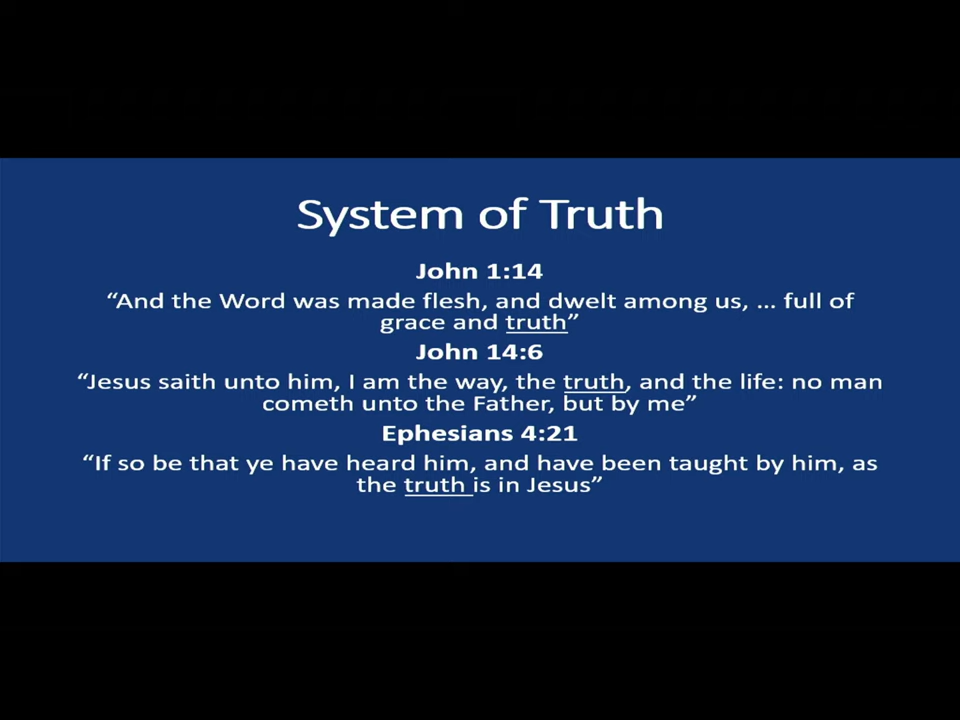 System of Truth
John 1:14
“And the Word was made flesh, and dwelt among us, ... full of
grace and truth”
John 14:6
“Jesus saith unto him, I am the way, the truth, and the life: no man
cometh unto the Father, but by me”
Ephesians 4:21
“If so be that ye have heard him, and have been taught by him, as
the truth is in Jesus”